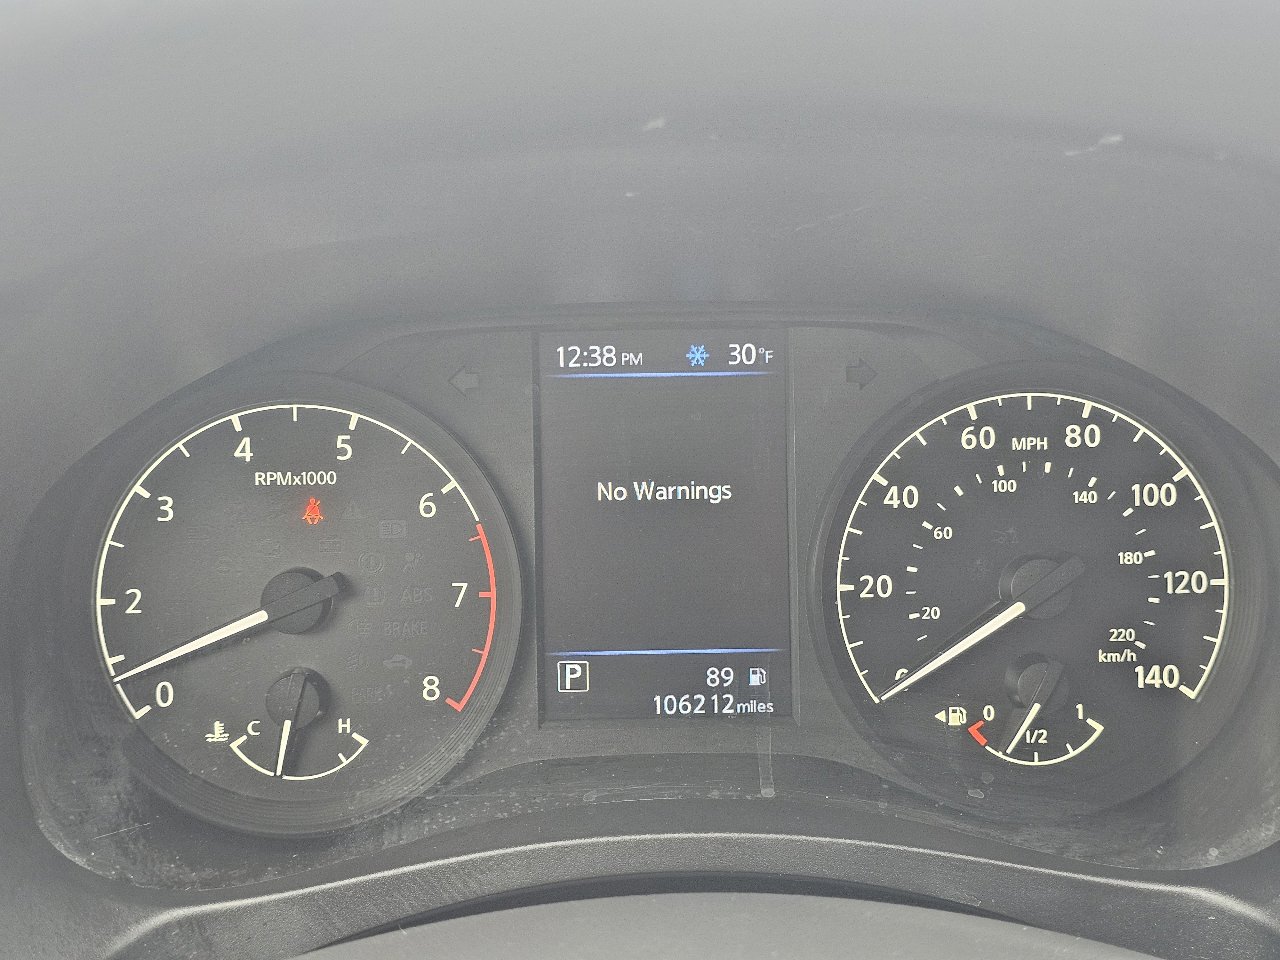 12:38 PM 30°F
4 5
RPMx1000
3 6
2 7
0 8
C H
No Warnings
P 89
106212 miles
60 MPH 80
40 100
20 120
140
100 140
60 180
20 220
km/h
0 1/2 1
ABS
BRAKE